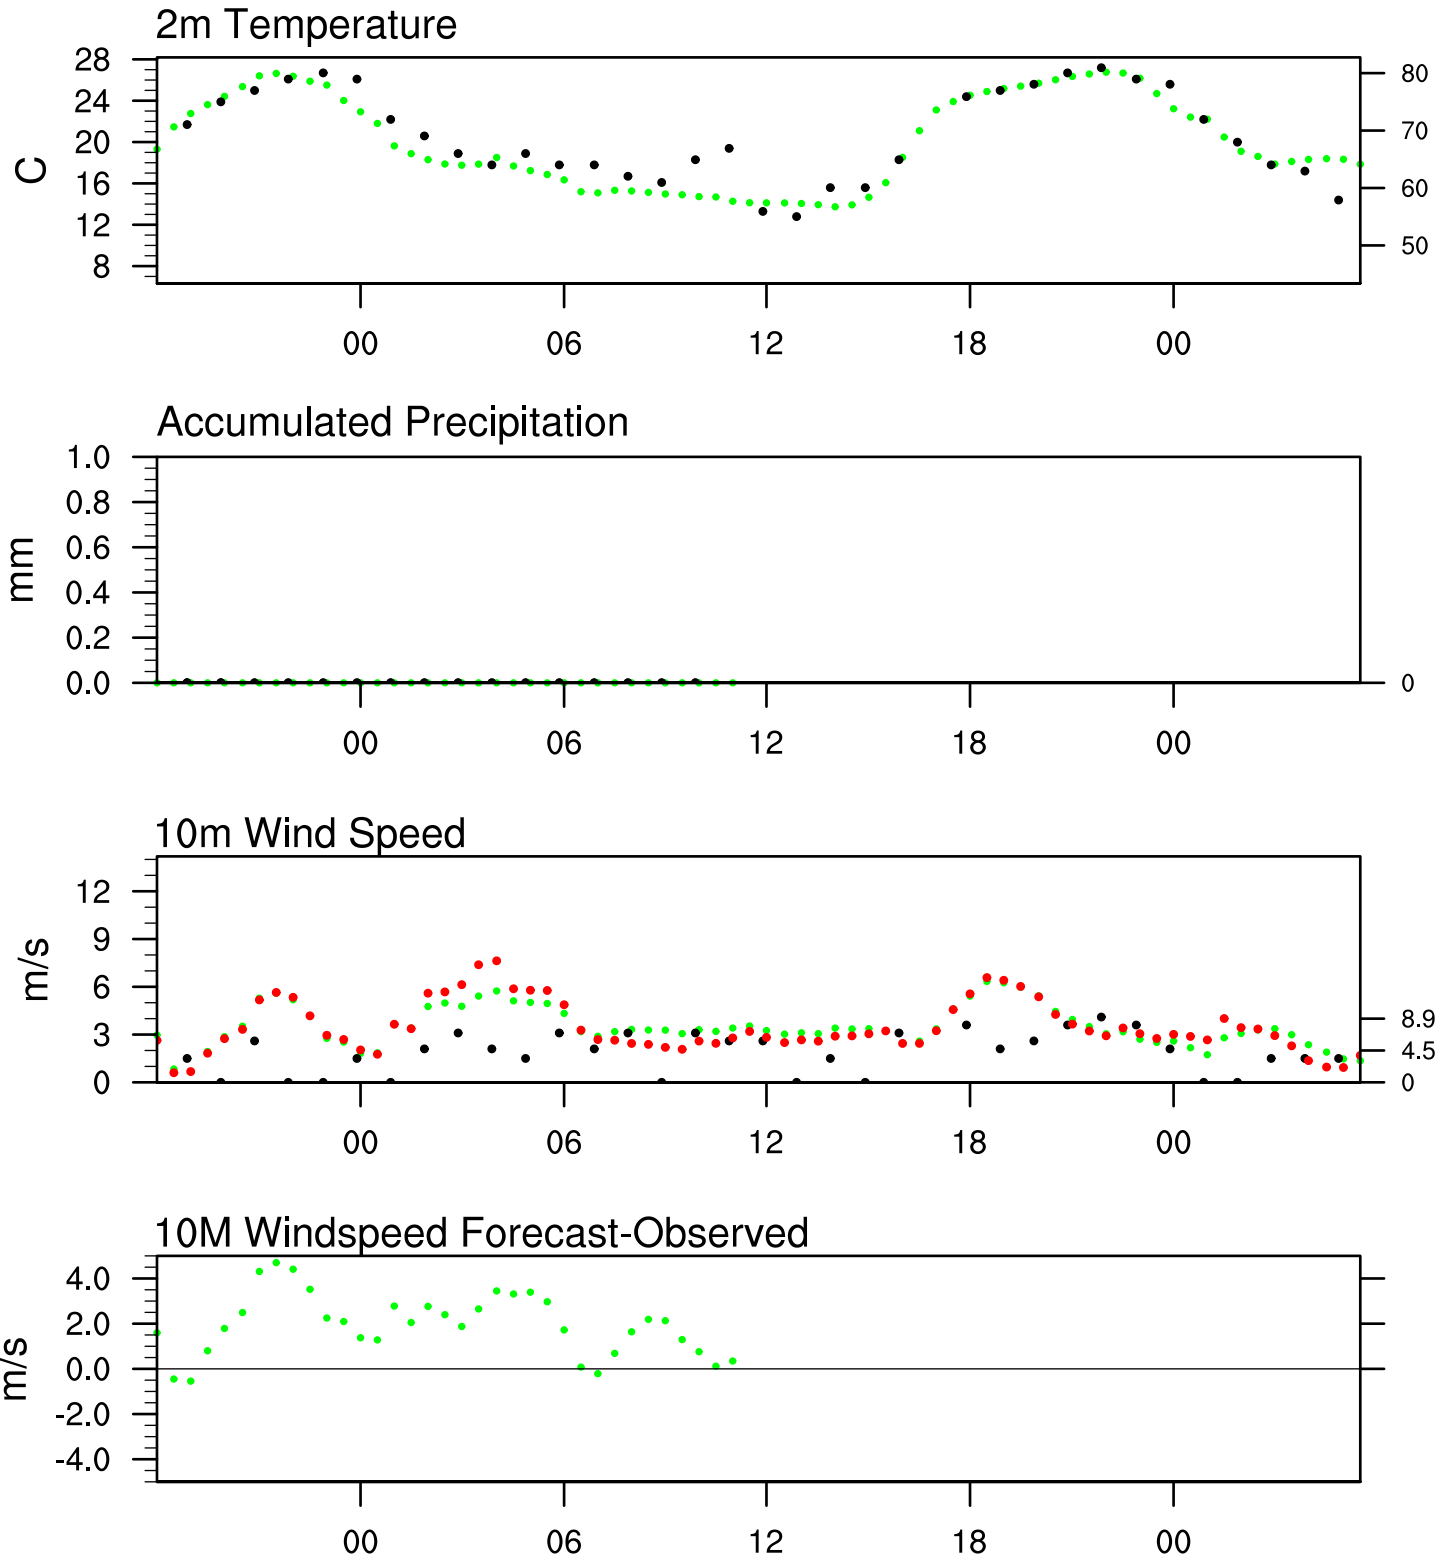 2m Temperature
28
24
20
16
12
8
C
80
70
60
50
00 06 12 18 00
Accumulated Precipitation
1.0
0.8
0.6
0.4
0.2
0.0
mm
0
00 06 12 18 00
10m Wind Speed
12
9
6
3
0
m/s
8.9
4.5
0
00 06 12 18 00
10M Windspeed Forecast-Observed
4.0
2.0
0.0
-2.0
-4.0
m/s
00 06 12 18 00